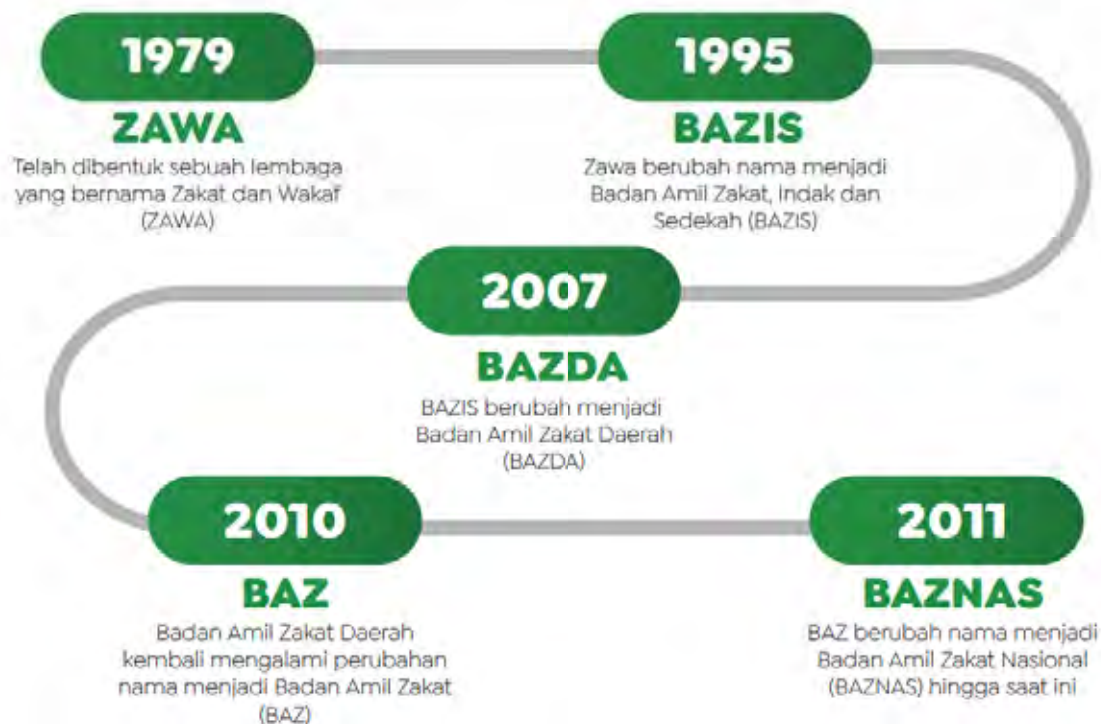 1979
ZAWA
Telah dibentuk sebuah lembaga
yang bernama Zakat dan Wakaf
(ZAWA)
1995
BAZIS
Zawa berubah nama menjadi
Badan Amil Zakat, Indak dan
Sedekah (BAZIS)
2007
BAZDA
BAZIS berubah menjadi
Badan Amil Zakat Daerah
(BAZDA)
2010
BAZ
Badan Amil Zakat Daerah
kembali mengalami perubahan
nama menjadi Badan Amil Zakat
(BAZ)
2011
BAZNAS
BAZ berubah nama menjadi
Badan Amil Zakat Nasional
(BAZNAS) hingga saat ini